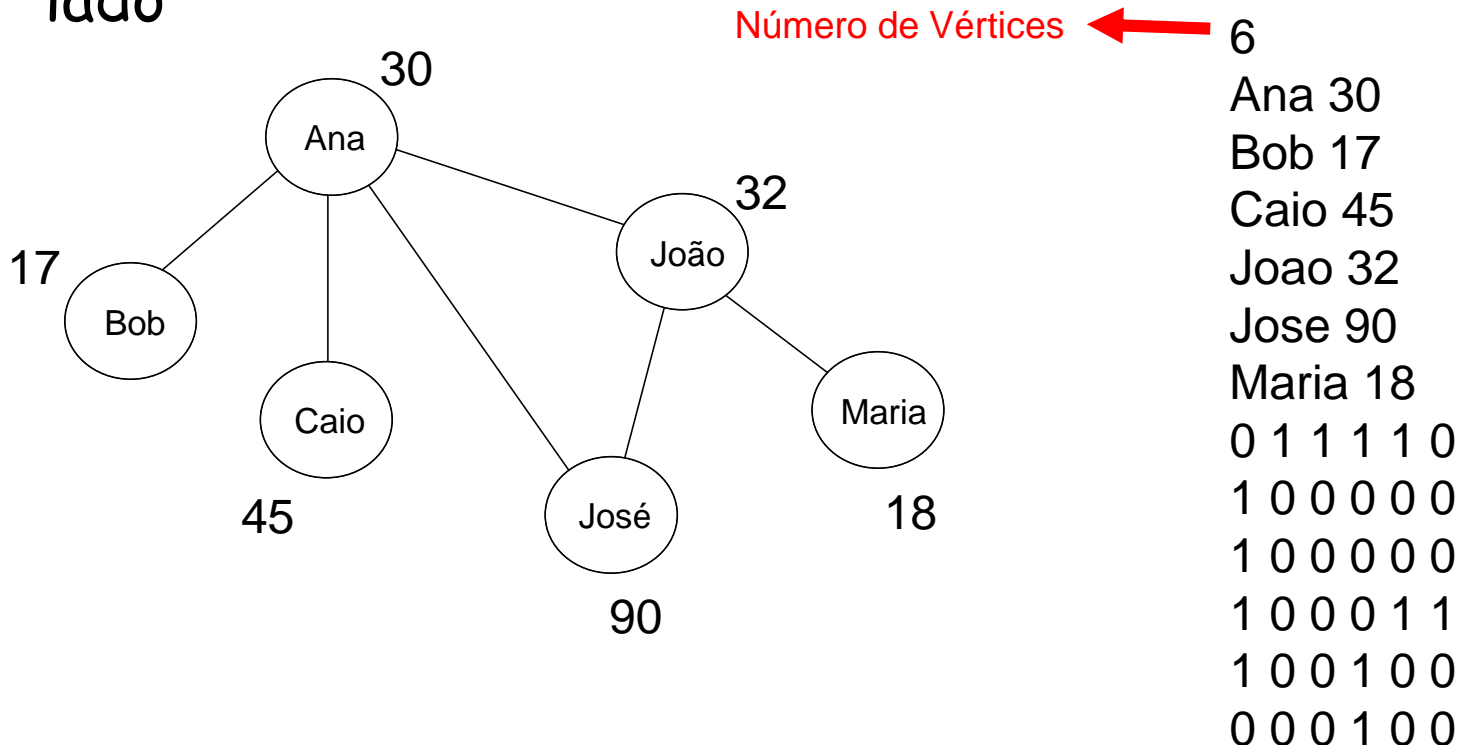 lado
Número de Vértices
30
Ana
32
João
17
Bob
Caio
Maria
45
José
18
90
6
Ana 30
Bob 17
Caio 45
Joao 32
Jose 90
Maria 18
0 1 1 1 1 0
1 0 0 0 0 0
1 0 0 0 0 0
1 0 0 0 1 1
1 0 0 1 0 0
0 0 0 1 0 0